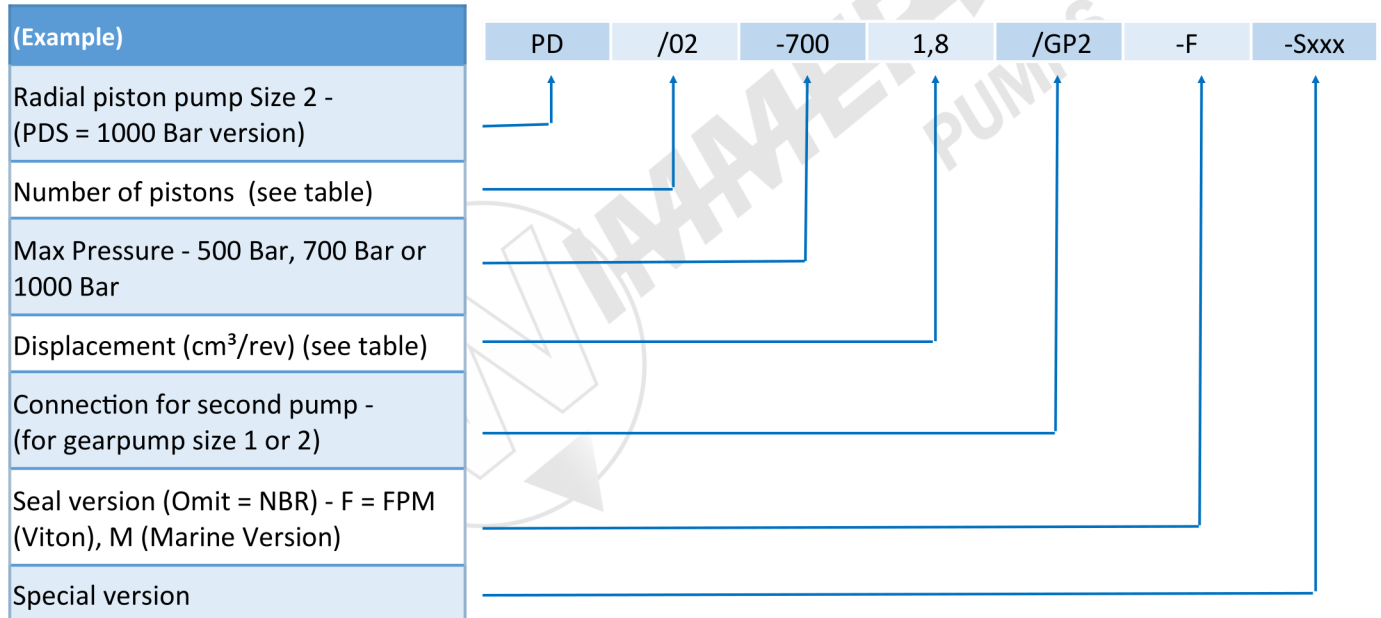 (Example)
PD /02 -700 1,8 /GP2 -F -Sxxx
Radial piston pump Size 2 -
(PDS = 1000 Bar version)
Number of pistons (see table)
Max Pressure - 500 Bar, 700 Bar or
1000 Bar
Displacement (cm³/rev) (see table)
Connection for second pump -
(for gearpump size 1 or 2)
Seal version (Omit = NBR) - F = FPM
(Viton), M (Marine Version)
Special version